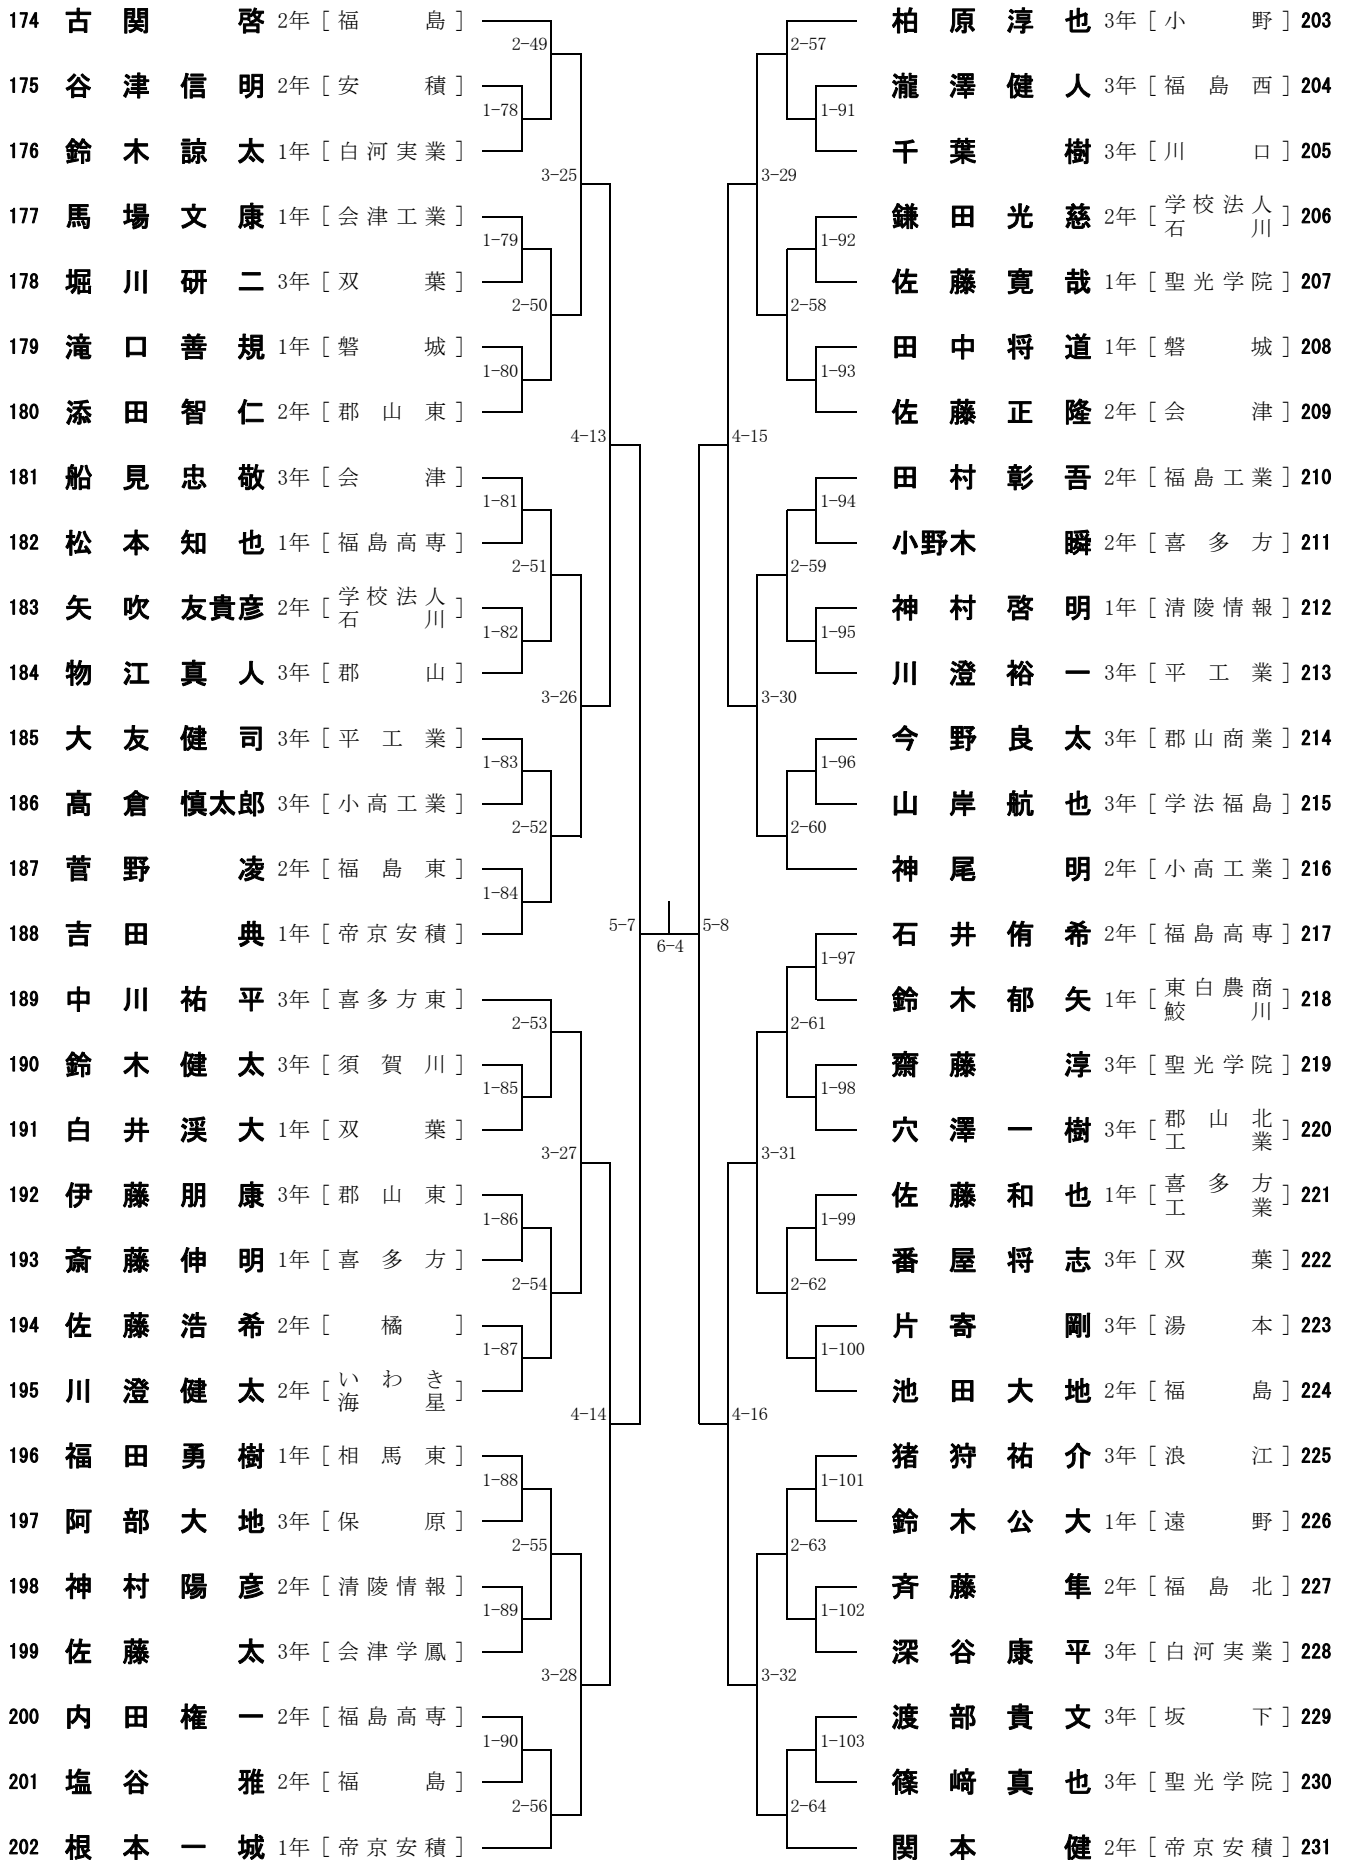 174 古関 啓 2年 [福島]
2-49
175 谷津信明 2年 [安積]
1-78
176 鈴木諒太 1年 [白河実業]
3-25
177 馬場文康 1年 [会津工業]
1-79
178 堀川研二 3年 [双葉]
2-50
179 滝口善規 1年 [磐城]
1-80
180 添田智仁 2年 [郡山東]
4-13
181 船見忠敬 3年 [会津]
1-81
182 松本知也 1年 [福島高専]
2-51
183 矢吹友貴彦 2年 [学校法人石川]
1-82
184 物江真人 3年 [郡山]
3-26
185 大友健司 3年 [平工業]
1-83
186 髙倉慎太郎 3年 [小高工業]
2-52
187 菅野 凌 2年 [福島東]
1-84
188 吉田 典 1年 [帝京安積]
5-7
189 中川祐平 3年 [喜多方東]
2-53
190 鈴木健太 3年 [須賀川]
1-85
191 白井渓大 1年 [双葉]
3-27
192 伊藤朋康 3年 [郡山東]
1-86
193 斎藤伸明 1年 [喜多方]
2-54
194 佐藤浩希 2年 [橘]
1-87
195 川澄健太 2年 [いわき海星]
4-14
196 福田勇樹 1年 [相馬東]
1-88
197 阿部大地 3年 [保原]
2-55
198 神村陽彦 2年 [清陵情報]
1-89
199 佐藤 太 3年 [会津学鳳]
3-28
200 内田権一 2年 [福島高専]
1-90
201 塩谷 雅 2年 [福島]
2-56
202 根本一城 1年 [帝京安積]
6-4
柏原淳也 3年 [小野] 203
2-57
瀧澤健人 3年 [福島西] 204
1-91
千葉 樹 3年 [川口] 205
3-29
鎌田光慈 2年 [学校法人石川] 206
1-92
佐藤寛哉 1年 [聖光学院] 207
2-58
田中将道 1年 [磐城] 208
1-93
佐藤正隆 2年 [会津] 209
4-15
田村彰吾 2年 [福島工業] 210
1-94
小野木 瞬 2年 [喜多方] 211
2-59
神村啓明 1年 [清陵情報] 212
1-95
川澄裕一 3年 [平工業] 213
3-30
今野良太 3年 [郡山商業] 214
1-96
山岸航也 3年 [学法福島] 215
2-60
神尾 明 2年 [小高工業] 216
5-8
石井侑希 2年 [福島高専] 217
1-97
鈴木郁矢 1年 [東白農商鮫川] 218
2-61
齋藤 淳 3年 [聖光学院] 219
1-98
穴澤一樹 3年 [郡山北工業] 220
3-31
佐藤和也 1年 [喜多方工業] 221
1-99
番屋将志 3年 [双葉] 222
2-62
片寄 剛 3年 [湯本] 223
1-100
池田大地 2年 [福島] 224
4-16
猪狩祐介 3年 [浪江] 225
1-101
鈴木公大 1年 [遠野] 226
2-63
斉藤 隼 2年 [福島北] 227
1-102
深谷康平 3年 [白河実業] 228
3-32
渡部貴文 3年 [坂下] 229
1-103
篠﨑真也 3年 [聖光学院] 230
2-64
関本 健 2年 [帝京安積] 231